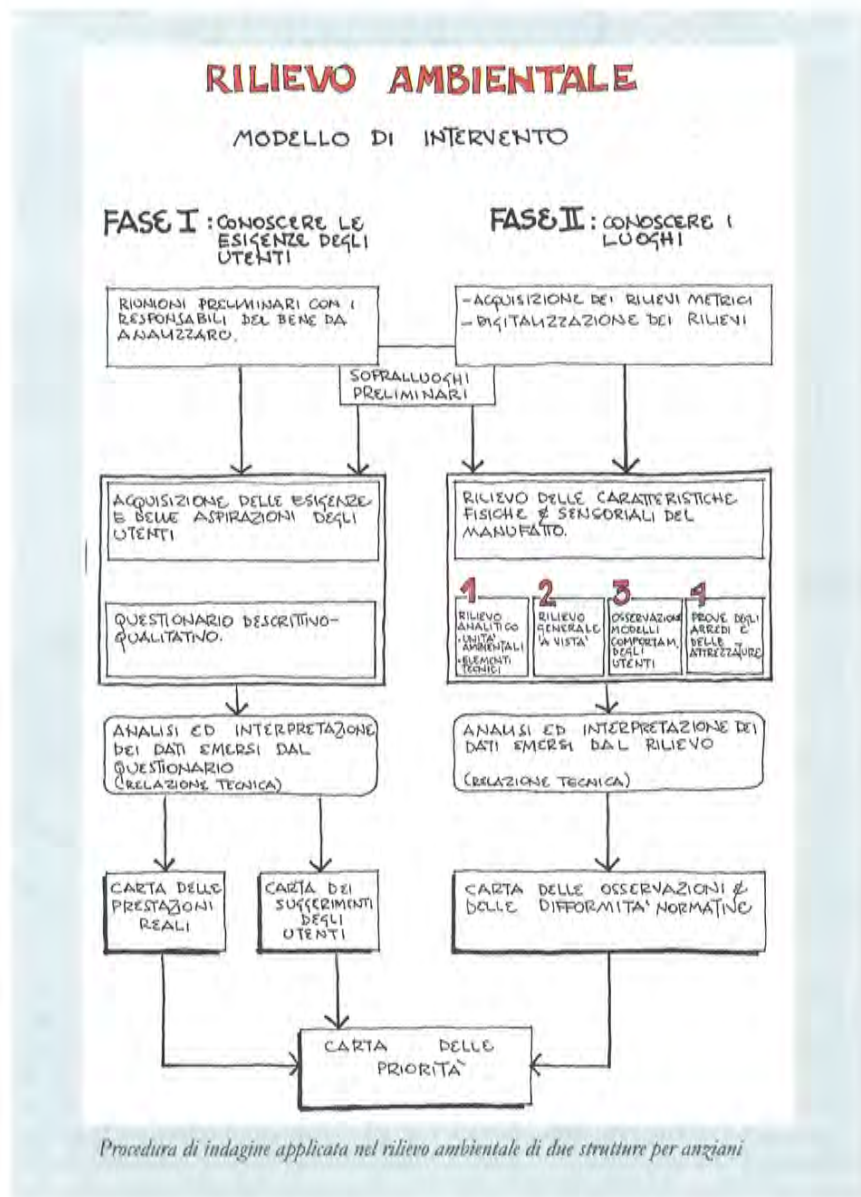 RILIEVO AMBIENTALE
MODELLO DI INTERVENTO
FASE I : CONOSCERE LE
ESIGENZE DEGLI
UTENTI
FASE II : CONOSCERE I
LUOGHI
RIUNIONI PRELIMINARI CON I
RESPONSABILI DEL BENE DA
ANALIZZARE.
- ACQUISIZIONE DEI RILIEVI METRICI
- DIGITALIZZAZIONE DEI RILIEVI
SOPRALLUOGHI
PRELIMINARI
ACQUISIZIONE DELLE ESIGENZE
E DELLE ASPIRAZIONI DEGLI
UTENTI
QUESTIONARIO DESCRITTIVO-
QUALITATIVO.
RILIEVO DELLE CARATTERISTICHE
FISICHE & SENSORIALI DEL
MANUFATTO.
1
RILIEVO
ANALITICO
• UNITA'
AMBIENTALI
• ELEMENTI
TECNICI
2
RILIEVO
GENERALE
'A VISTA'
3
OSSERVAZIONE
MODELLI
COMPORTAM.
DEGLI
UTENTI
4
PROVE DEGLI
ARREDI E
DELLE
ATTREZZATURE
ANALISI ED INTERPRETAZIONE
DEI DATI EMERSI DAL
QUESTIONARIO
(RELAZIONE TECNICA)
ANALISI ED INTERPRETAZIONE DEI
DATI EMERSI DAL RILIEVO
(RELAZIONE TECNICA)
CARTA DELLE
PRESTAZIONI
REALI
CARTA DEI
SUGGERIMENTI
DEGLI
UTENTI
CARTA DELLE OSSERVAZIONI &
DELLE DIFFORMITA' NORMATIVE
CARTA DELLE
PRIORITA'
Procedura di indagine applicata nel rilievo ambientale di due strutture per anziani